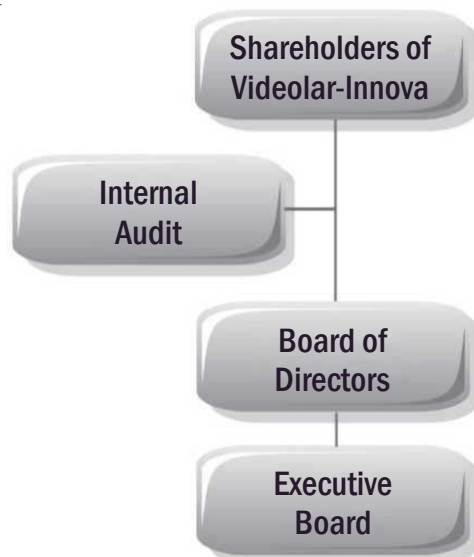 Shareholders of
Videolar-Innova
Internal
Audit
Board of
Directors
Executive
Board